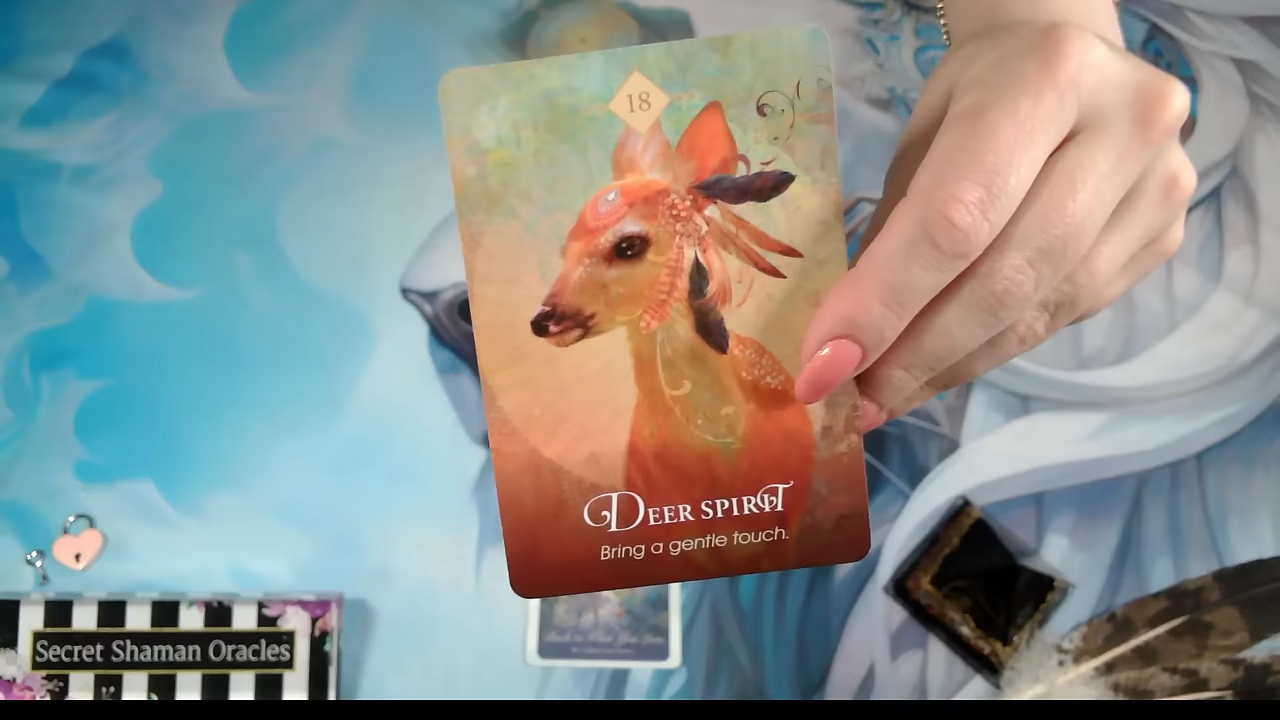 18
DEER SPIRIT
Bring a gentle touch.
Secret Shaman Oracles